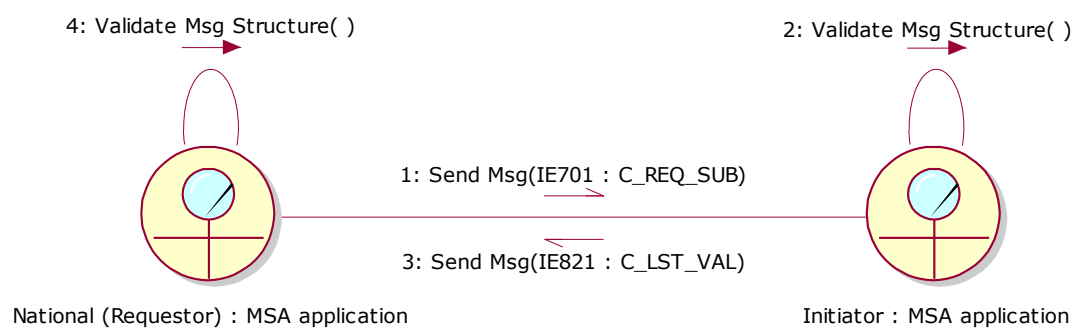 4: Validate Msg Structure( )
2: Validate Msg Structure( )
1: Send Msg(IE701 : C_REQ_SUB)
3: Send Msg(IE821 : C_LST_VAL)
National (Requestor) : MSA application
Initiator : MSA application